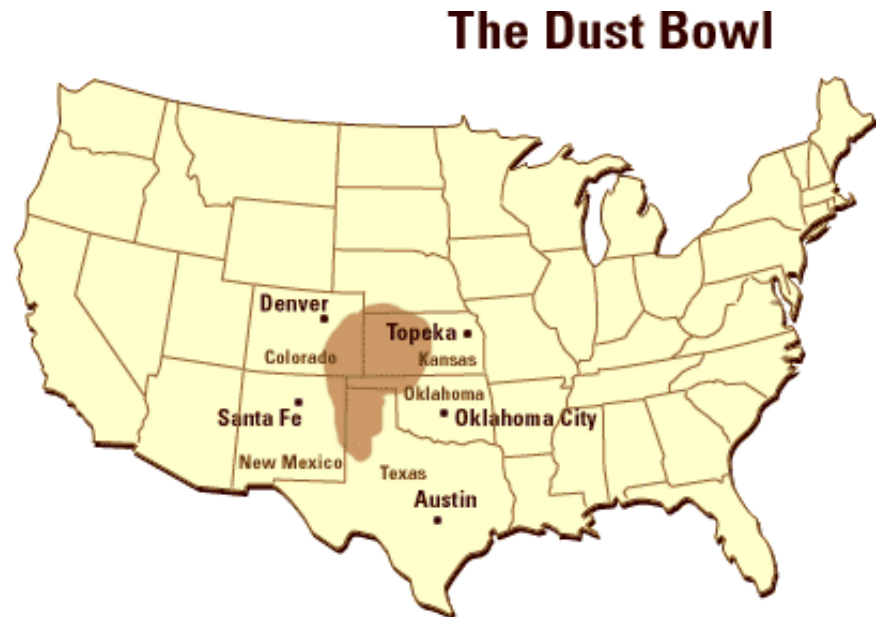 The Dust Bowl
Denver
Topeka
Colorado
Kansas
Oklahoma
Santa Fe
Oklahoma City
New Mexico
Texas
Austin